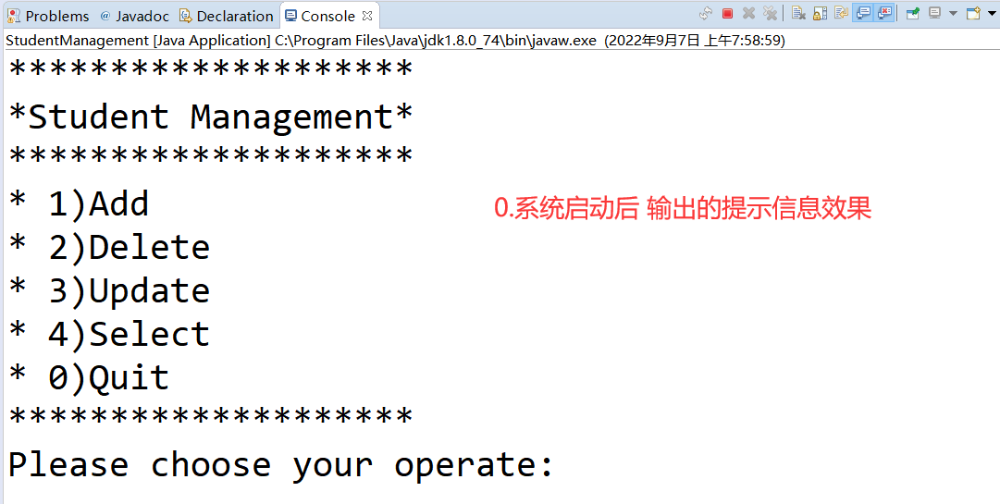 Problems @ Javadoc Declaration Console
StudentManagement [Java Application] C:\Program Files\Java\jdk1.8.0_74\bin\javaw.exe (2022年9月7日 上午7:58:59)
********************
*Student Management*
********************
* 1)Add
0.系统启动后 输出的提示信息效果
* 2)Delete
* 3)Update
* 4)Select
* 0)Quit
********************
Please choose your operate: